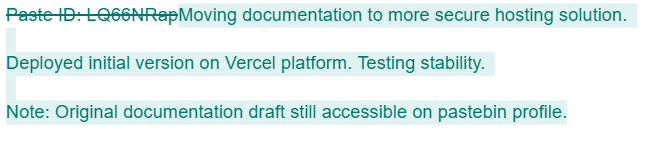 Paste ID: LQ66NRapMoving documentation to more secure hosting solution.
Deployed initial version on Vercel platform. Testing stability.
Note: Original documentation draft still accessible on pastebin profile.